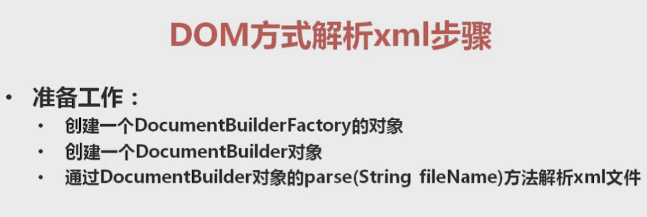 DOM方式解析xml步骤
• 准备工作：
• 创建一个DocumentBuilderFactory的对象
• 创建一个DocumentBuilder对象
• 通过DocumentBuilder对象的parse(String fileName)方法解析xml文件